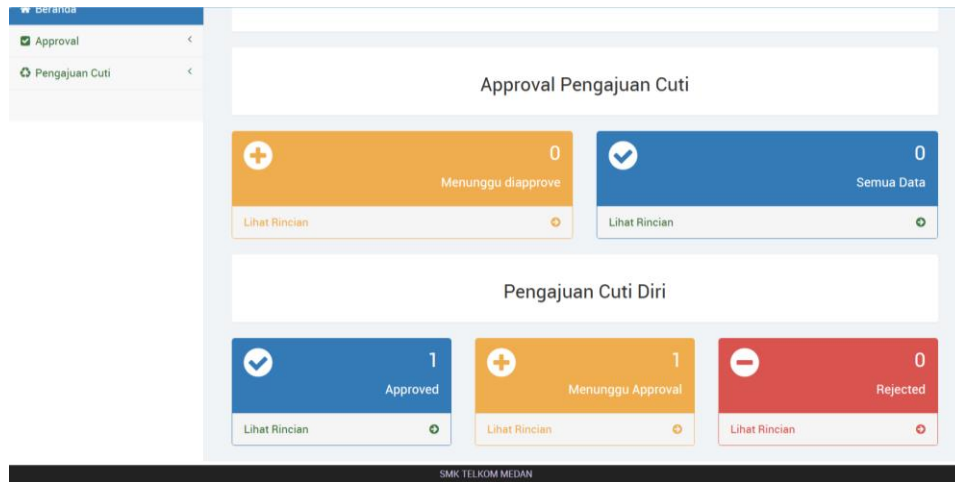 Beranda
Approval
Pengajuan Cuti
Approval Pengajuan Cuti
0
Menunggu diapprove
Lihat Rincian
0
Semua Data
Lihat Rincian
Pengajuan Cuti Diri
1
Approved
Lihat Rincian
1
Menunggu Approval
Lihat Rincian
0
Rejected
Lihat Rincian
SMK TELKOM MEDAN